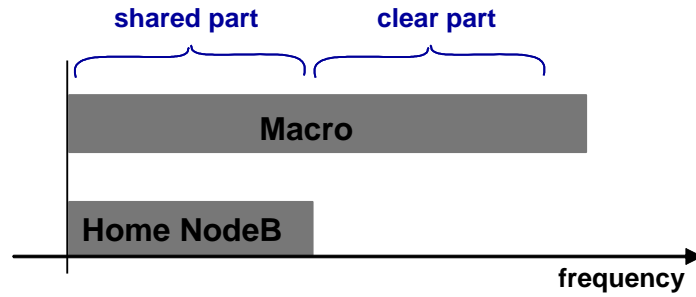 shared part
clear part
Macro
Home NodeB
frequency